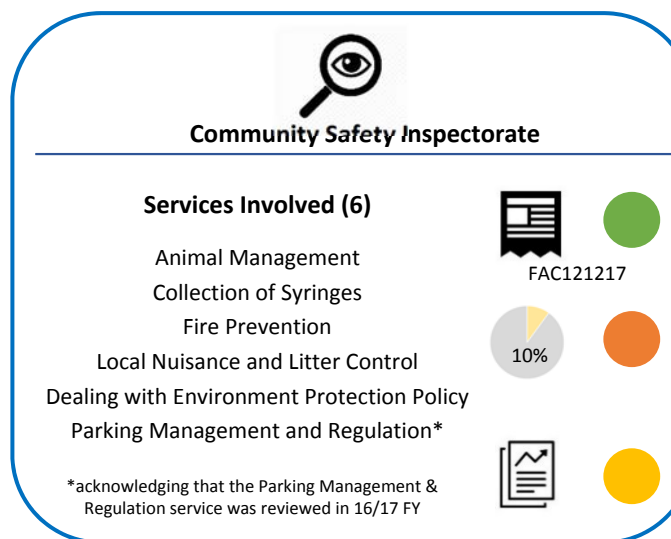 Community Safety Inspectorate
Services Involved (6)
Animal Management
FAC121217
Collection of Syringes
Fire Prevention
10%
Local Nuisance and Litter Control
Dealing with Environment Protection Policy
Parking Management and Regulation*
*acknowledging that the Parking Management &
Regulation service was reviewed in 16/17 FY